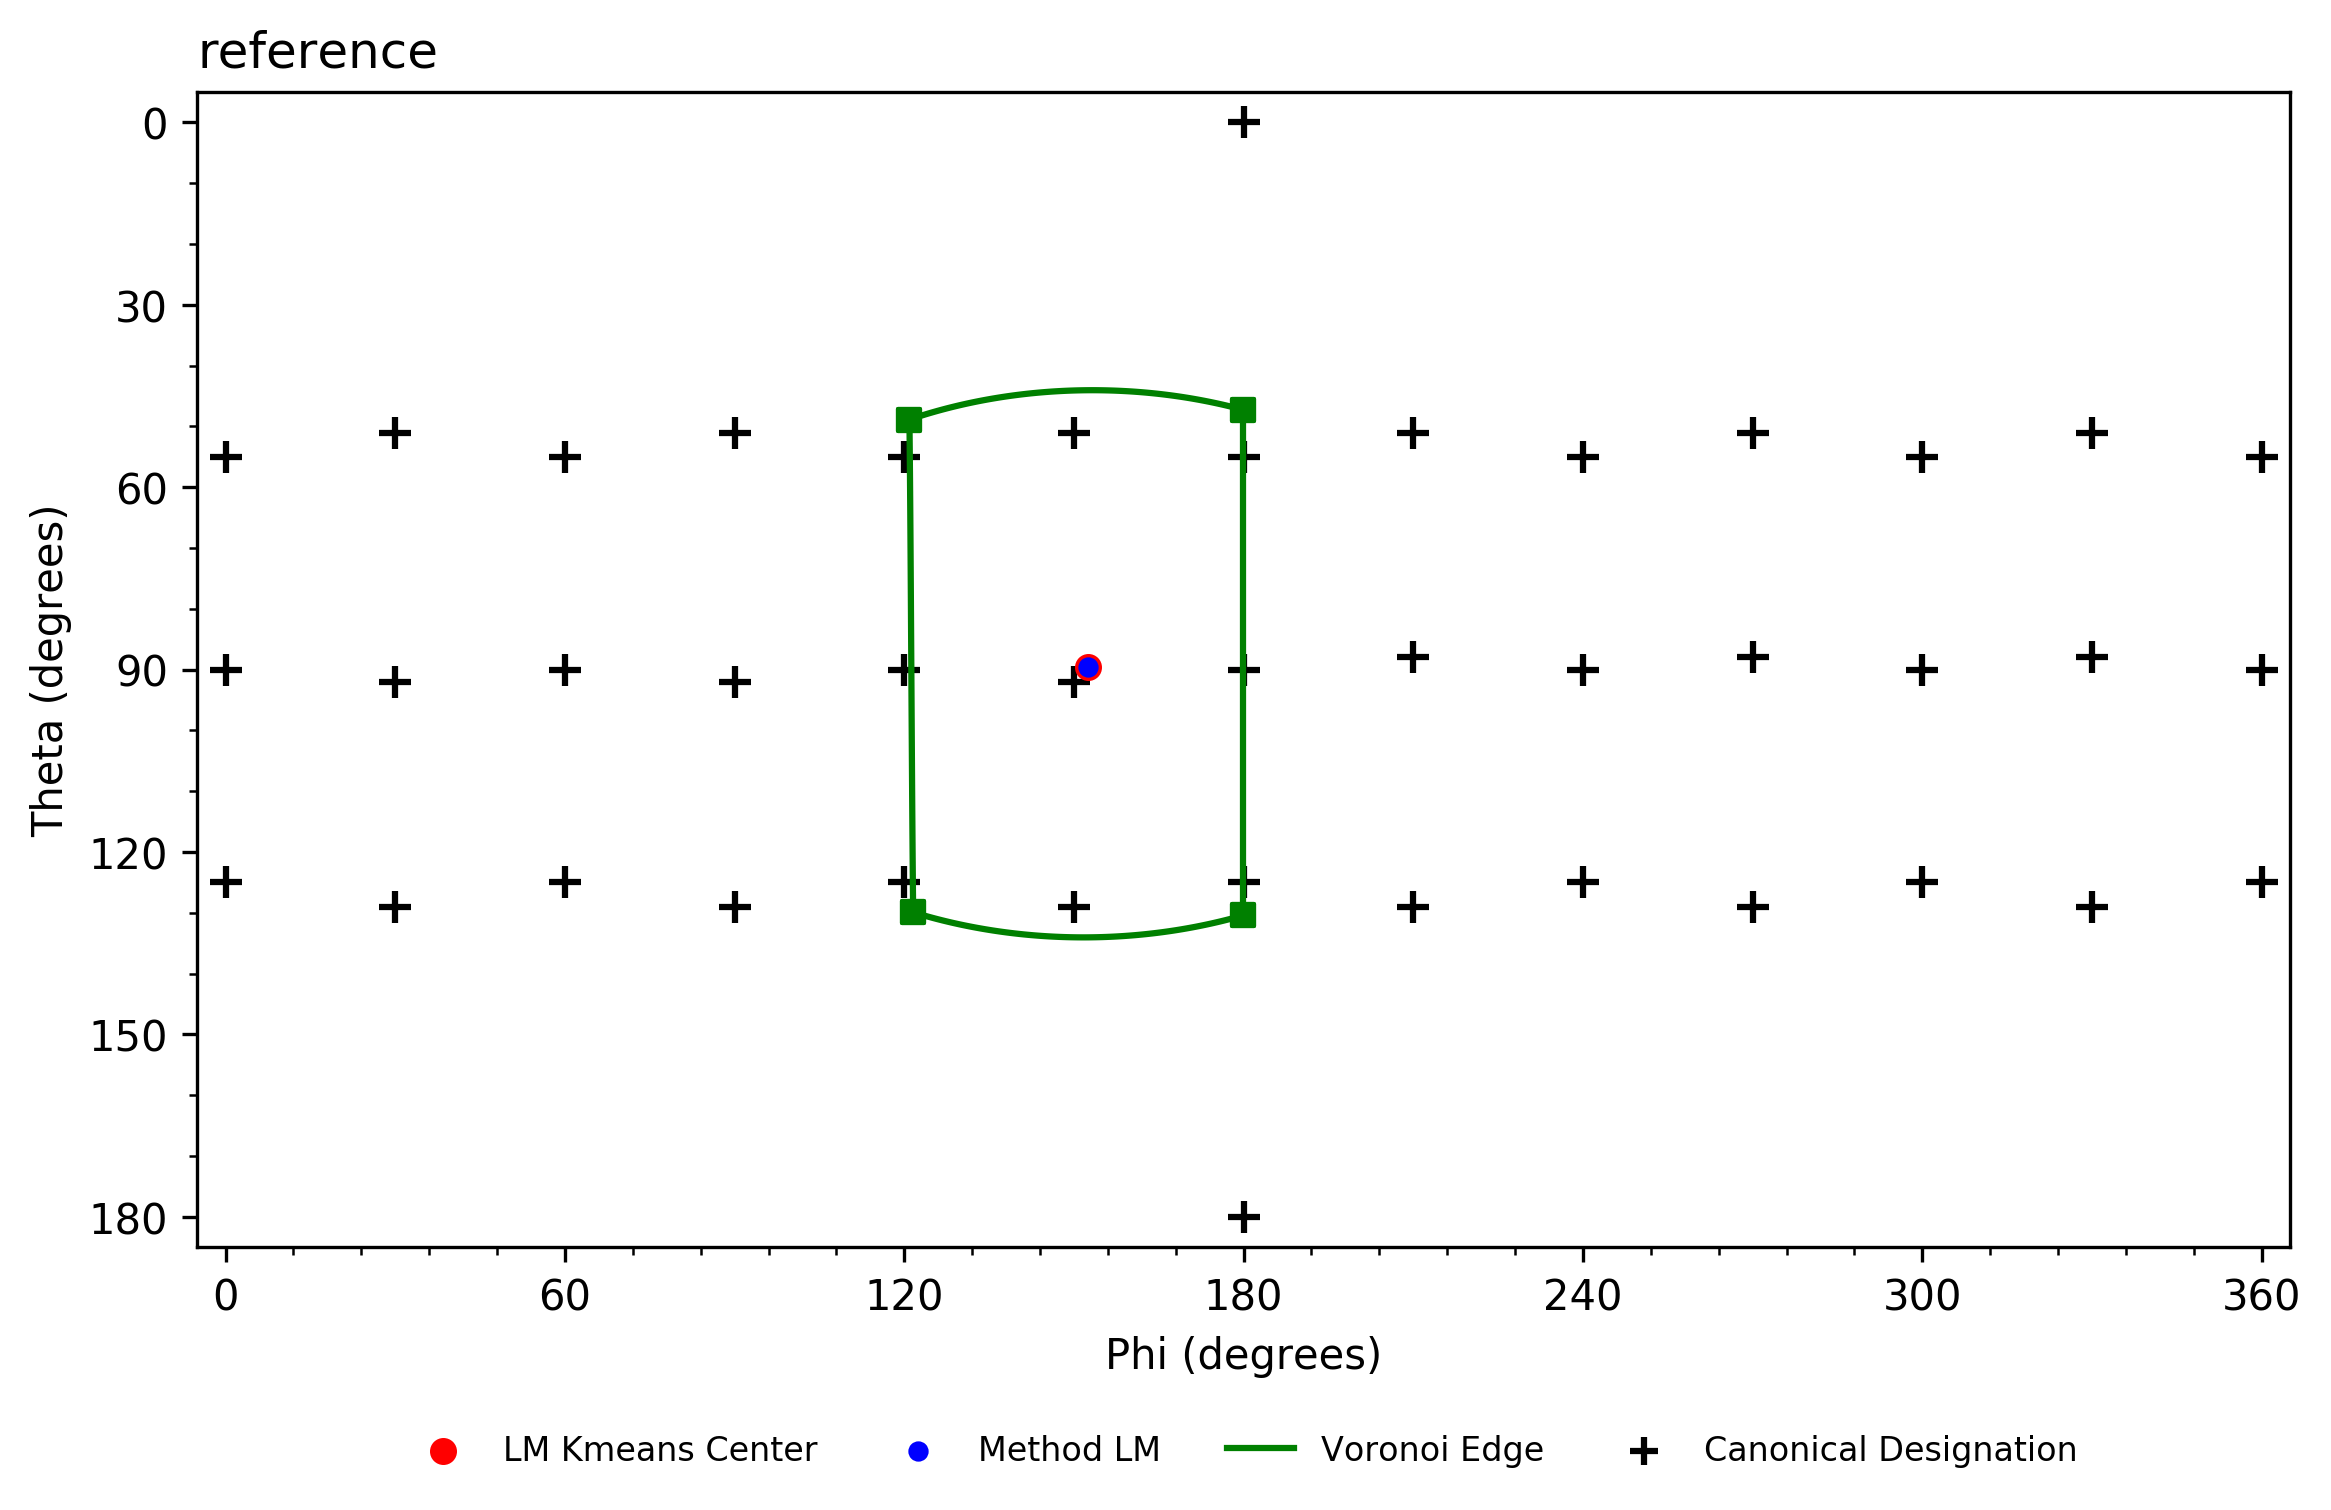 reference
0
30
60
90
120
150
180
Theta (degrees)
0 60 120 180 240 300 360
Phi (degrees)
LM Kmeans Center Method LM Voronoi Edge Canonical Designation